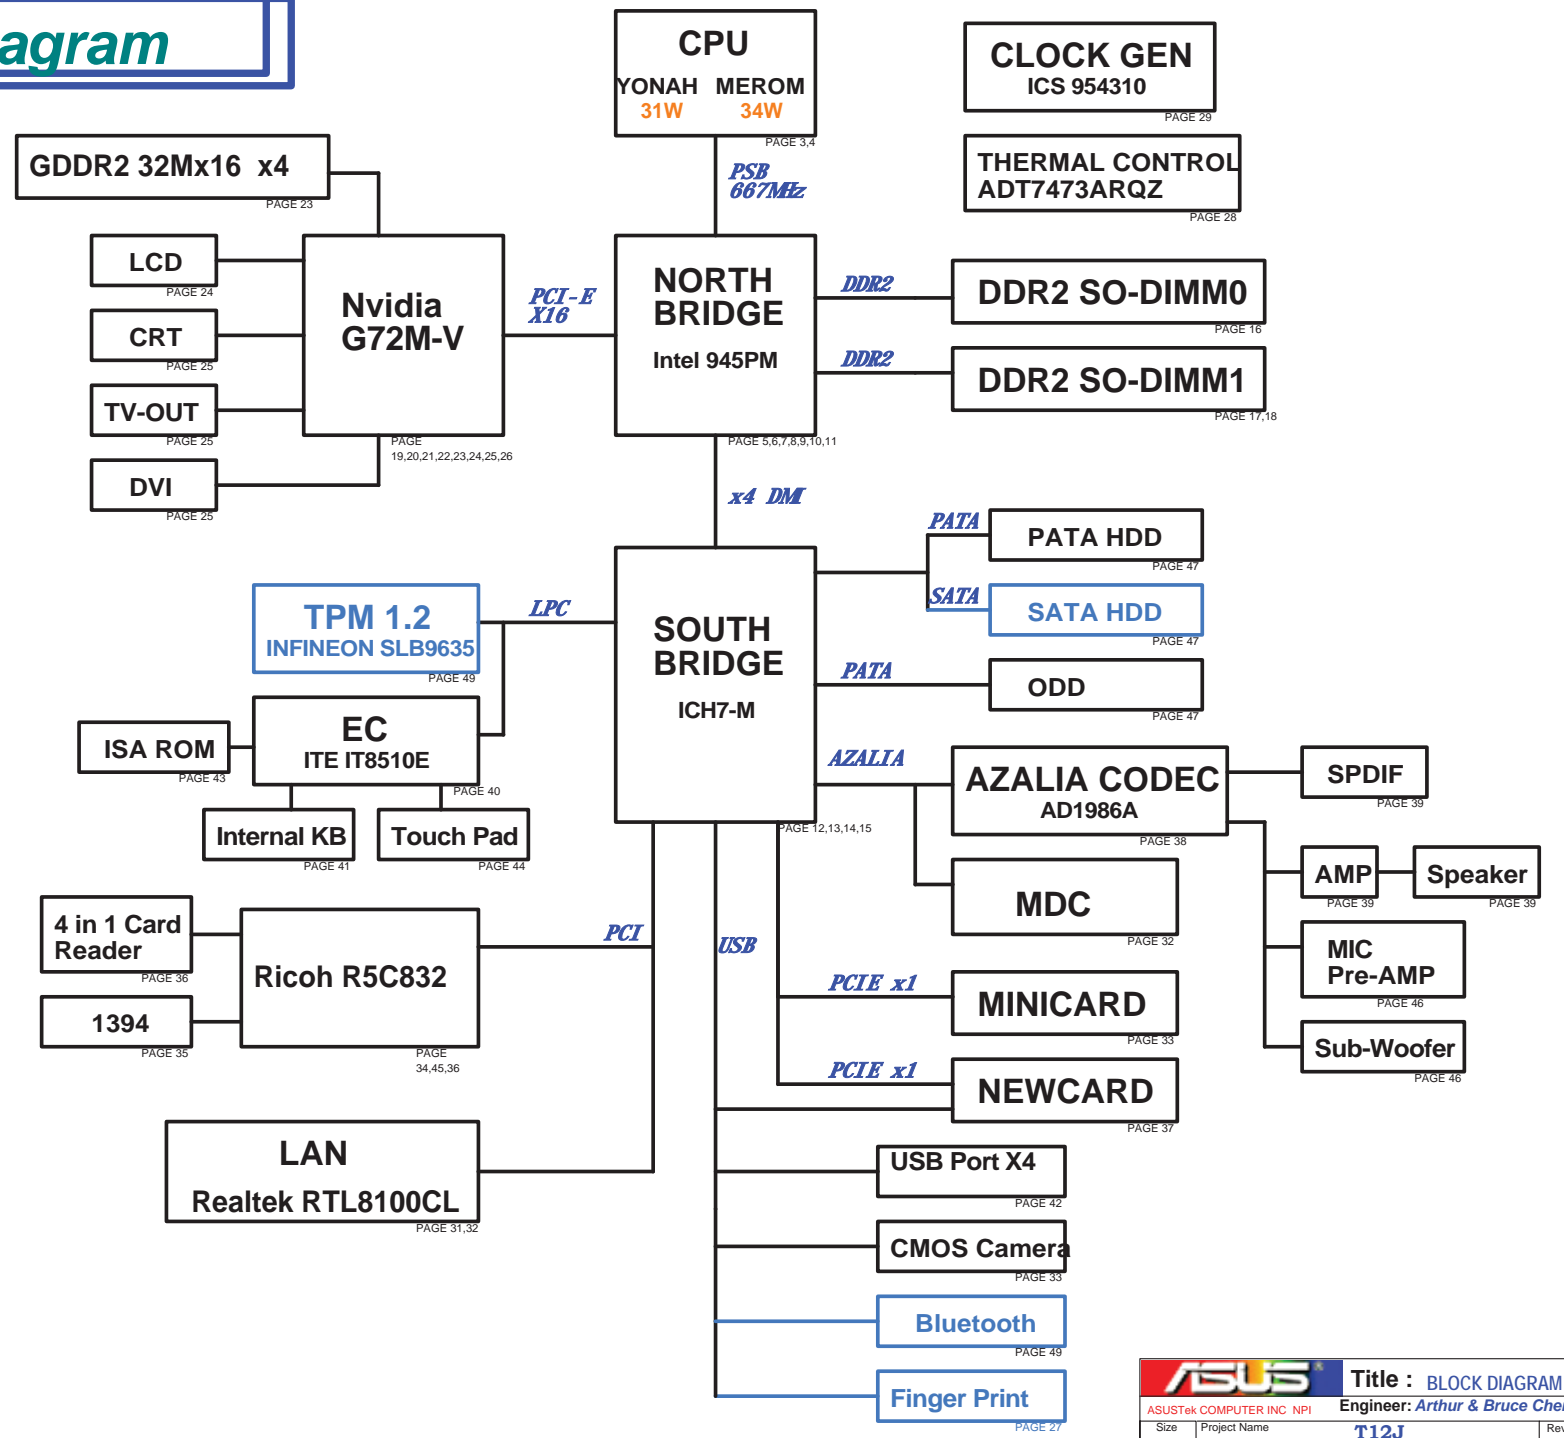 agram
CPU
YONAH MEROM
31W 34W
PAGE 3,4
CLOCK GEN
ICS 954310
PAGE 29
THERMAL CONTROL
ADT7473ARQZ
PAGE 28
GDDR2 32Mx16 x4
PAGE 23
PSB
667MHz
LCD
PAGE 24
CRT
PAGE 25
TV-OUT
PAGE 25
DVI
PAGE 25
Nvidia
G72M-V
PAGE
19,20,21,22,23,24,25,26
PCI-E
X16
NORTH
BRIDGE
Intel 945PM
PAGE 5,6,7,8,9,10,11
DDR2
DDR2 SO-DIMM0
PAGE 16
DDR2
DDR2 SO-DIMM1
PAGE 17,18
x4 DMI
PATA
PATA HDD
PAGE 47
SATA
SATA HDD
PAGE 47
TPM 1.2
INFINEON SLB9635
PAGE 49
LPC
SOUTH
BRIDGE
ICH7-M
PAGE 12,13,14,15
PATA
ODD
PAGE 47
ISA ROM
PAGE 43
EC
ITE IT8510E
PAGE 40
Internal KB
PAGE 41
Touch Pad
PAGE 44
AZALIA
AZALIA CODEC
AD1986A
PAGE 38
SPDIF
PAGE 39
AMP
PAGE 39
Speaker
PAGE 39
MDC
PAGE 32
MIC
Pre-AMP
PAGE 46
Sub-Woofer
PAGE 46
4 in 1 Card
Reader
PAGE 36
1394
PAGE 35
Ricoh R5C832
PAGE
34,45,36
PCI
USB
PCIE x1
MINICARD
PAGE 33
PCIE x1
NEWCARD
PAGE 37
LAN
Realtek RTL8100CL
PAGE 31,32
USB Port X4
PAGE 42
CMOS Camera
PAGE 33
Bluetooth
PAGE 49
Finger Print
PAGE 27
ASUS
Title : BLOCK DIAGRAM
ASUSTek COMPUTER INC NPI
Engineer: Arthur & Bruce Che
Size Project Name Rev
T12J